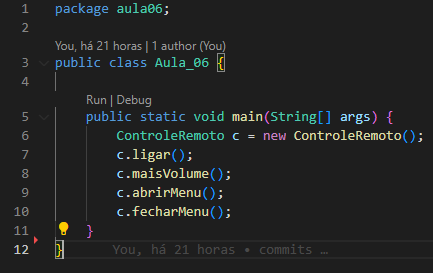 1 package aula06;
2
You, há 21 horas | 1 author (You)
3 public class Aula_06 {
4
Run | Debug
5 public static void main(String[] args) {
6 ControleRemoto c = new ControleRemoto();
7 c.ligar();
8 c.maisVolume();
9 c.abrirMenu();
10 c.fecharMenu();
11 }
12 } You, há 21 horas • commits …